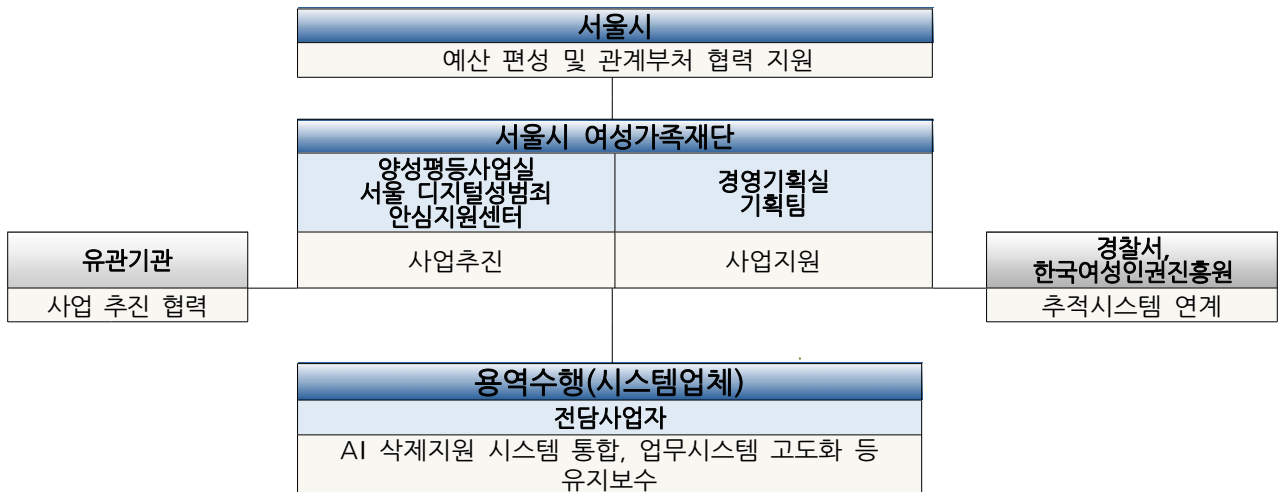 서울시
예산 편성 및 관계부처 협력 지원
서울시 여성가족재단
양성평등사업실
서울 디지털성범죄
안심지원센터
경영기획실
기획팀
사업추진
사업지원
유관기관
사업 추진 협력
경찰서,
한국여성인권진흥원
추적시스템 연계
용역수행(시스템업체)
전담사업자
AI 삭제지원 시스템 통합, 업무시스템 고도화 등
유지보수